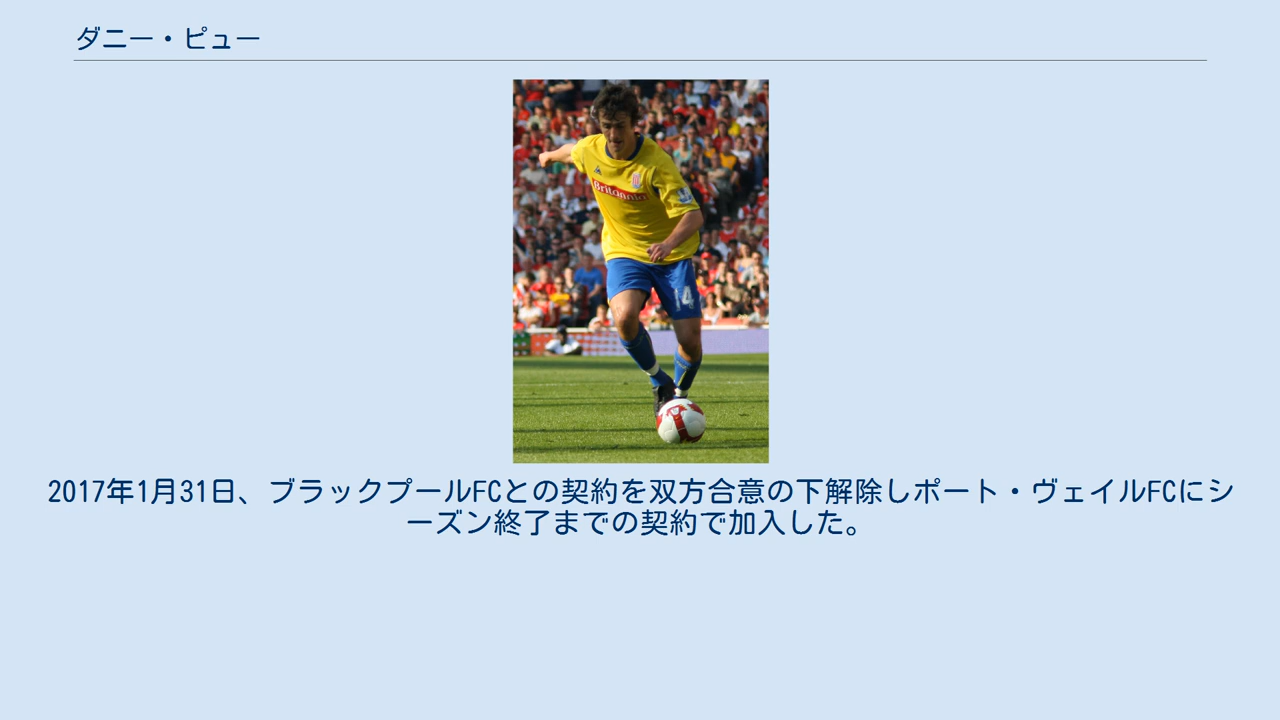 ダニー・ピュー
Britannia
14
2017年1月31日、ブラックプールFCとの契約を双方合意の下解除しポート・ヴェイルFCにシ
ーズン終了までの契約で加入した。